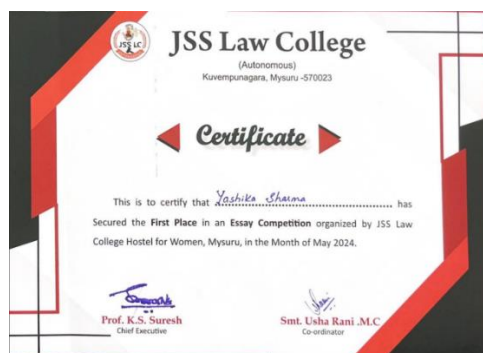 JSS LC
JSS Law College
(Autonomous)
Kuvempunagara, Mysuru -570023
Certificate
This is to certify that Yashika Sharma has
Secured the First Place in an Essay Competition organized by JSS Law
College Hostel for Women, Mysuru, in the Month of May 2024.
Prof. K.S. Suresh
Chief Executive
Smt. Usha Rani .M.C
Co-ordinator